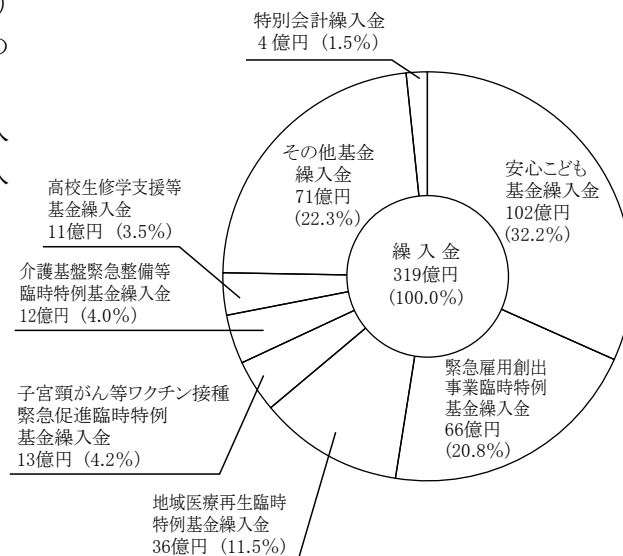 り
の
人
人
特別会計繰入金
4億円（1.5%）
安心こども
基金繰入金
102億円
(32.2%)
緊急雇用創出
事業臨時特例
基金繰入金
66億円
(20.8%)
地域医療再生臨時
特例基金繰入金
36億円（11.5%）
子宮頸がん等ワクチン接種
緊急促進臨時特例
基金繰入金
13億円（4.2%）
介護基盤緊急整備等
臨時特例基金繰入金
12億円（4.0%）
高校生修学支援等
基金繰入金
11億円（3.5%）
その他基金
繰入金
71億円
(22.3%)
繰入金
319億円
(100.0%)